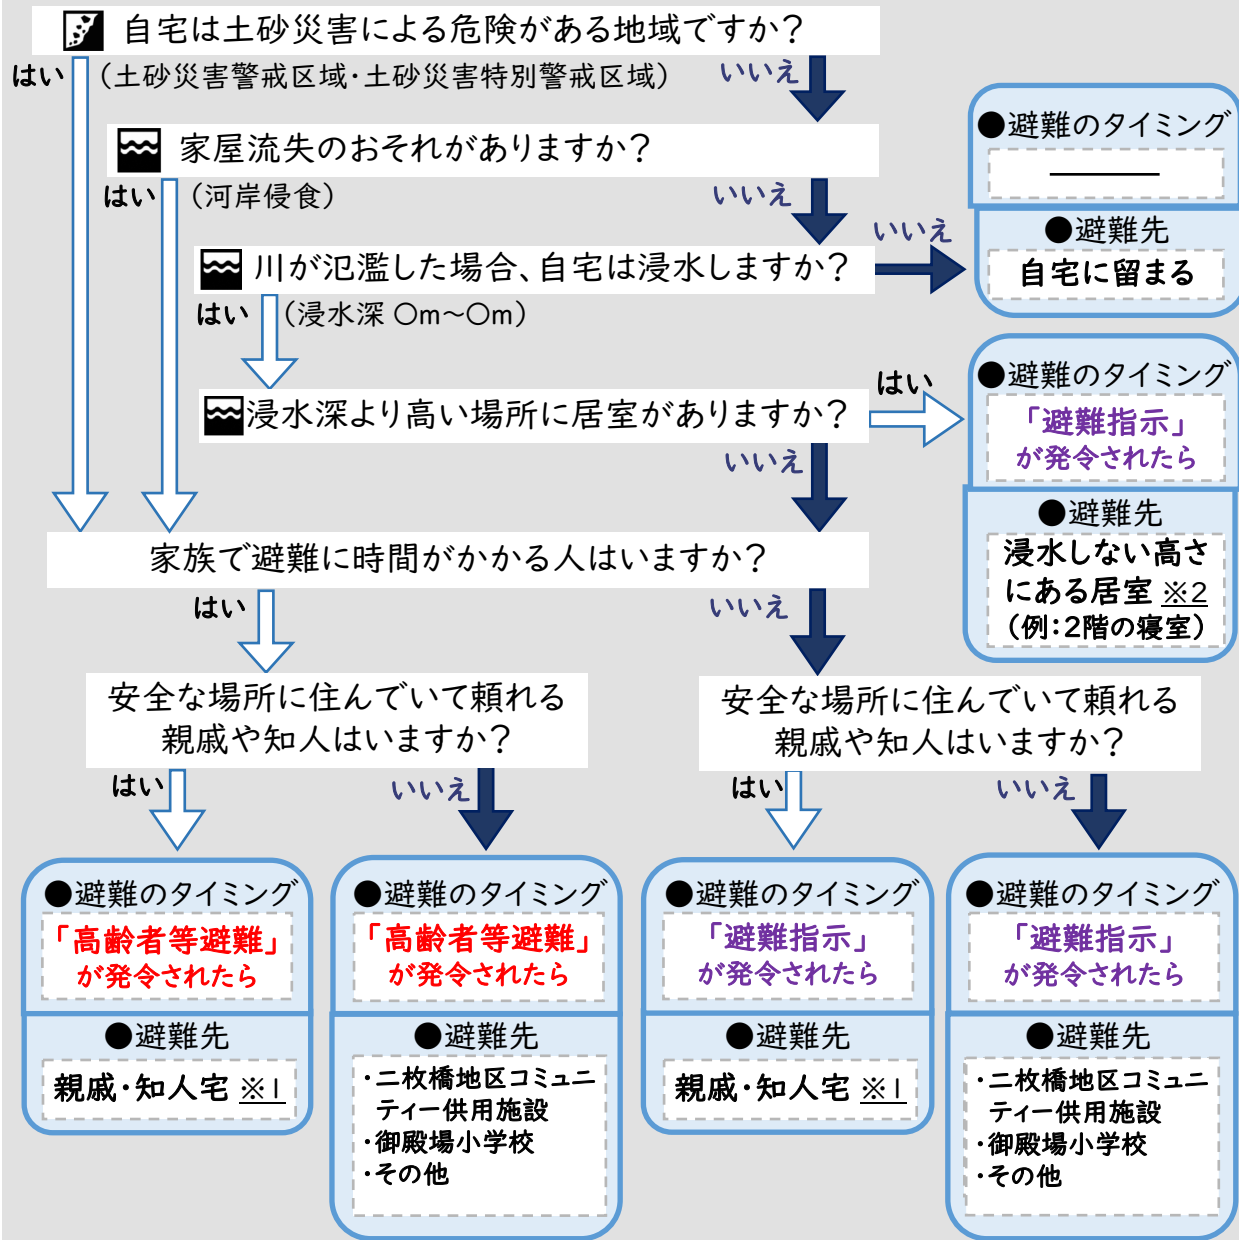 自宅は土砂災害による危険がある地域ですか？
はい
（土砂災害警戒区域・土砂災害特別警戒区域）
いいえ
家屋流失のおそれがありますか？
はい
（河岸侵食）
いいえ
川が氾濫した場合、自宅は浸水しますか？
いいえ
はい
（浸水深 〇m～〇m）
●避難のタイミング
―――
●避難先
自宅に留まる
浸水深より高い場所に居室がありますか？
はい
いいえ
●避難のタイミング
「避難指示」
が発令されたら
●避難先
浸水しない高さ
にある居室 ※2
（例：2階の寝室）
家族で避難に時間がかかる人はいますか？
はい
いいえ
安全な場所に住んでいて頼れる
親戚や知人はいますか？
はい
いいえ
安全な場所に住んでいて頼れる
親戚や知人はいますか？
はい
いいえ
●避難のタイミング
「高齢者等避難」
が発令されたら
●避難先
親戚・知人宅 ※1
●避難のタイミング
「高齢者等避難」
が発令されたら
●避難先
・二枚橋地区コミュニ
ティー供用施設
・御殿場小学校
・その他
●避難のタイミング
「避難指示」
が発令されたら
●避難先
親戚・知人宅 ※1
●避難のタイミング
「避難指示」
が発令されたら
●避難先
・二枚橋地区コミュニ
ティー供用施設
・御殿場小学校
・その他